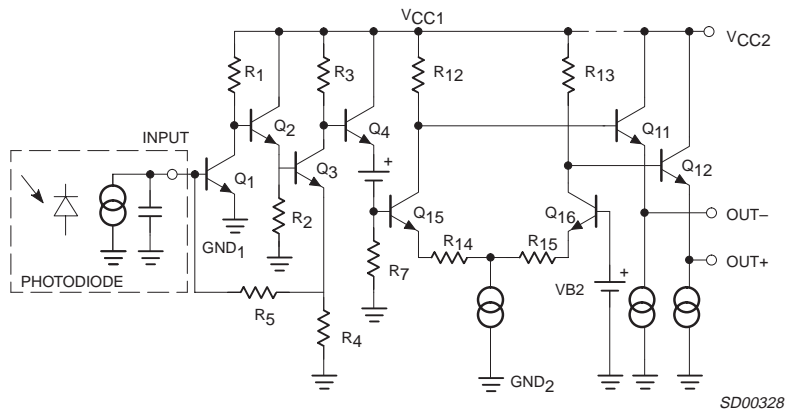 VCC1
VCC2
R1
R3
R12
R13
INPUT
Q2
Q4
Q11
Q12
Q1
Q3
+
Q15
Q16
R2
GND1
OUT–
R14
R15
+
PHOTODIODE
R7
VB2
OUT+
R5
R4
GND2
SD00328